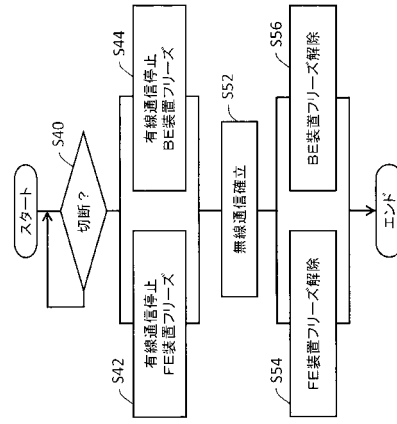 スタート
S40
切断?
S42
有線通信停止
FE装置フリーズ
S44
有線通信停止
BE装置フリーズ
S52
無線通信確立
S54
FE装置フリーズ解除
S56
BE装置フリーズ解除
エンド